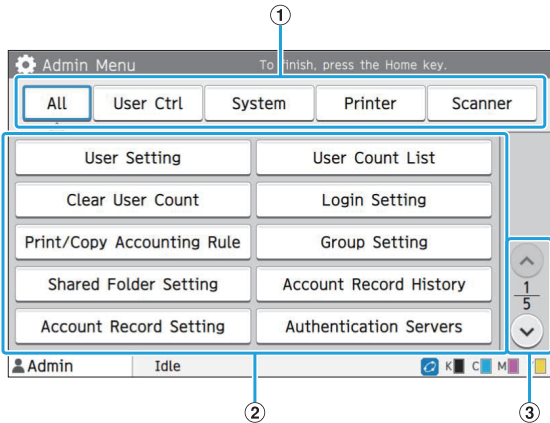 ①
Admin Menu To finish, press the Home key.
All User Ctrl System Printer Scanner
User Setting User Count List
Clear User Count Login Setting
Print/Copy Accounting Rule Group Setting
Shared Folder Setting Account Record History
1
5
Account Record Setting Authentication Servers
Admin Idle K C M
② ③